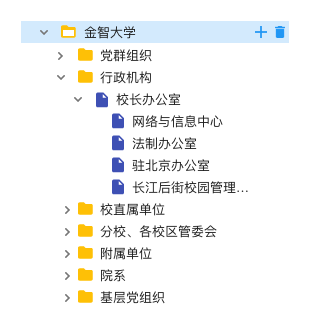 金智大学
党群组织
行政机构
校长办公室
网络与信息中心
法制办公室
驻北京办公室
长江后街校园管理...
校直属单位
分校、各校区管委会
附属单位
院系
基层党组织